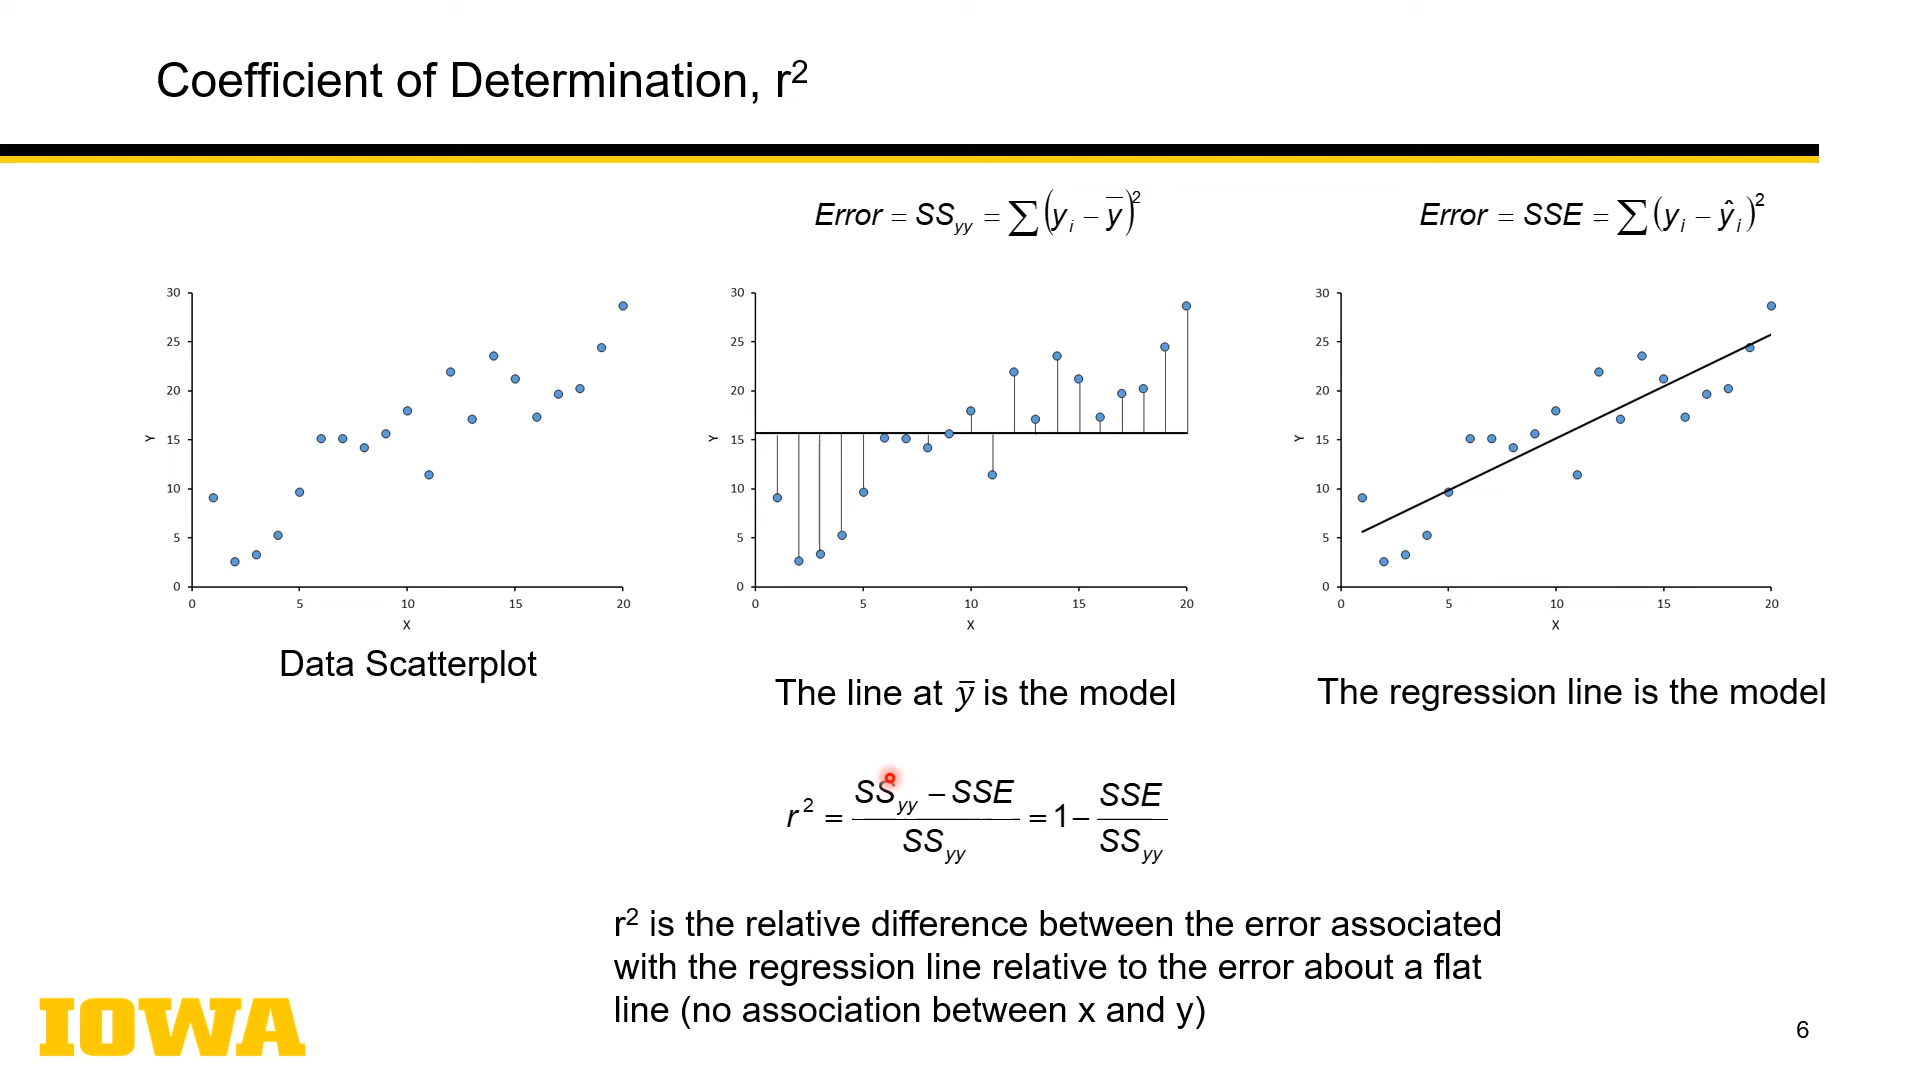 Coefficient of Determination, r²
Error = SSyy = ∑(yi − y̅)²
Error = SSE = ∑(yi − ŷi)²
30
25
20
15
10
5
0
0 5 10 15 20
Y
X
Data Scatterplot
30
25
20
15
10
5
0
0 5 10 15 20
Y
X
The line at y̅ is the model
30
25
20
15
10
5
0
0 5 10 15 20
Y
X
The regression line is the model
r² = (SSyy − SSE) / SSyy = 1 − SSE / SSyy
r² is the relative difference between the error associated
with the regression line relative to the error about a flat
line (no association between x and y)
IOWA
6